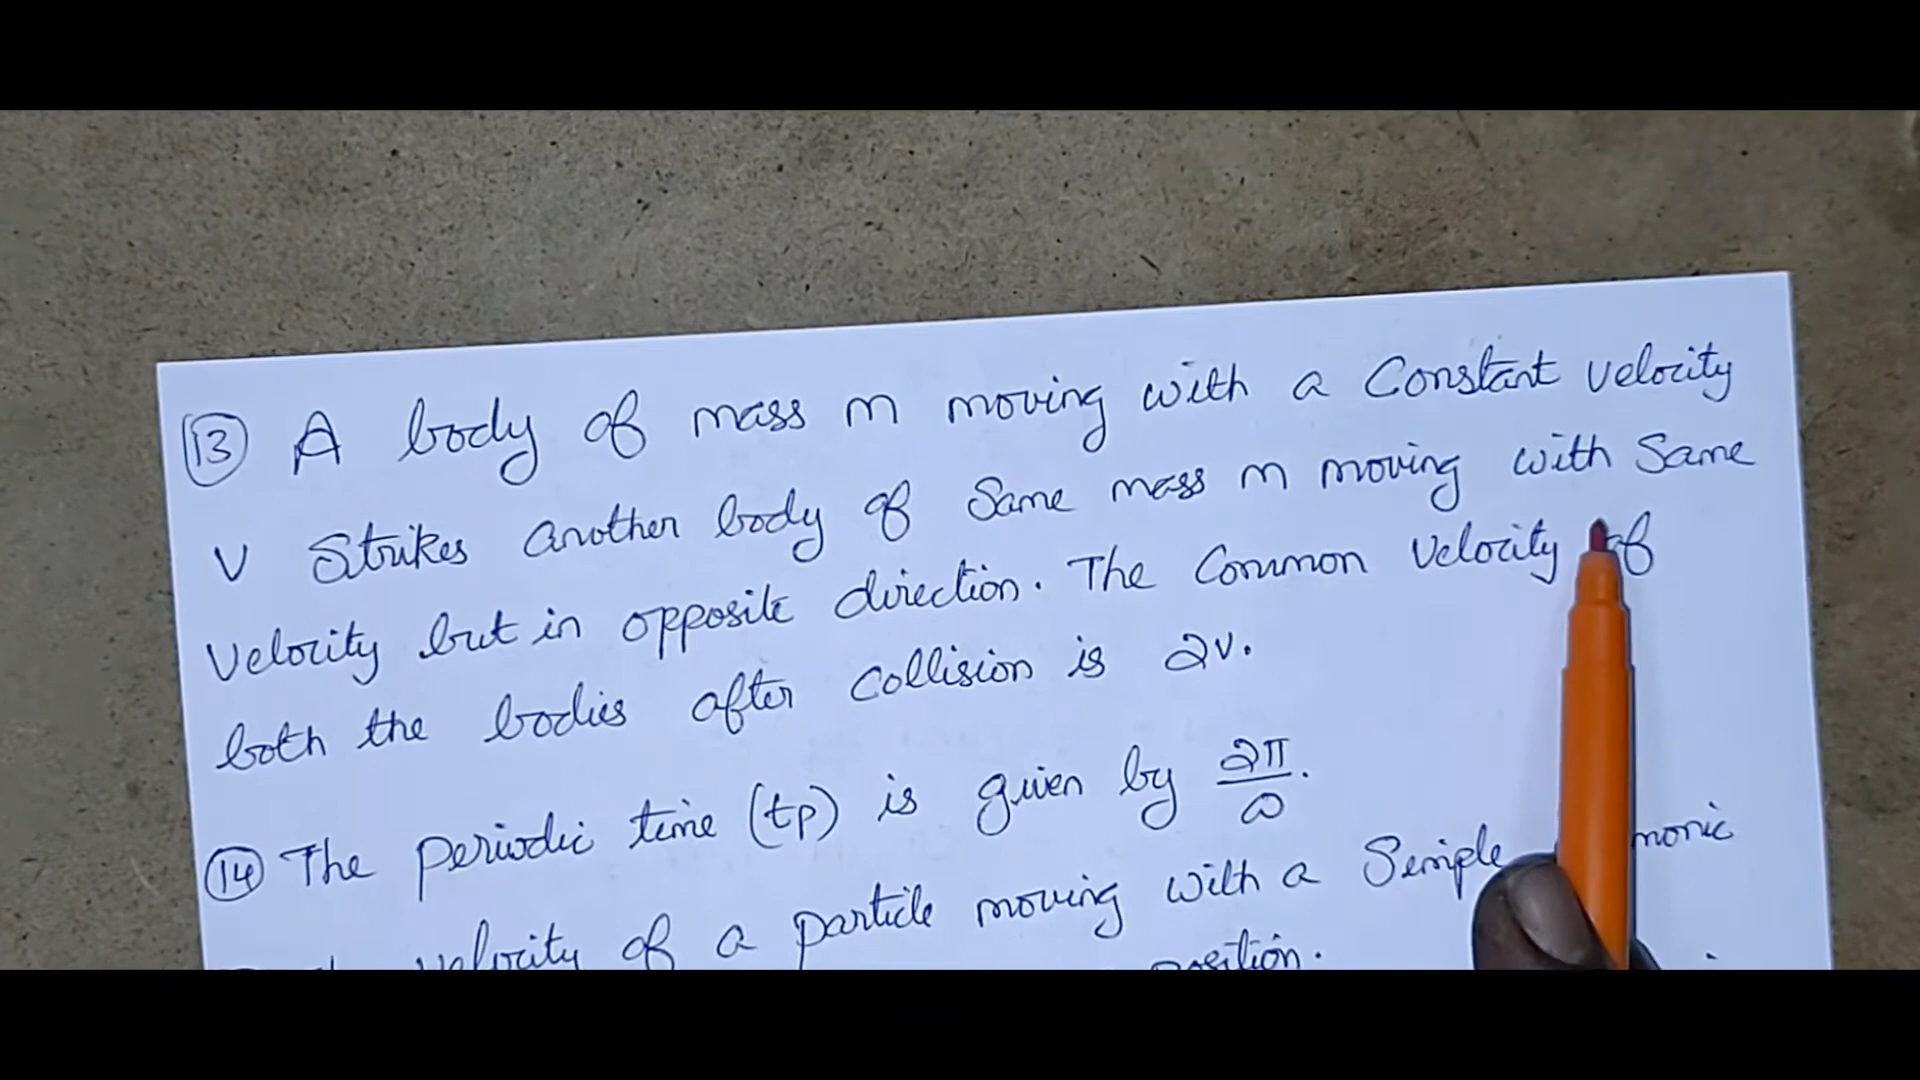 13 A body of mass m moving with a Constant velocity
V Strikes another body of Same mass m moving with Same
velocity but in opposite direction. The Common velocity of
both the bodies after collision is 2v.
14 The periodic time (tp) is given by 2π/ω.
velocity of a particle moving with a Simple monic
position.